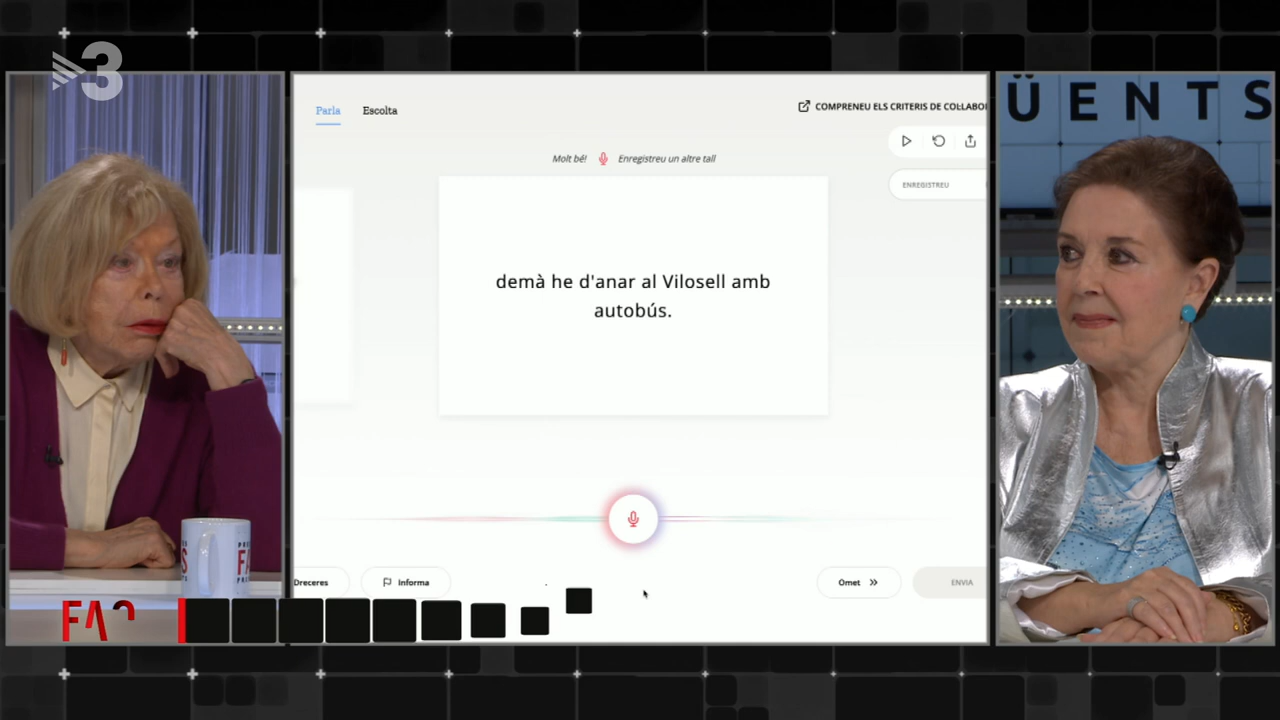 3
Parla Escolta
COMPRENEU ELS CRITERIS DE COL·LABO
Molt bé! Enregistreu un altre tall
ENREGISTREU
demà he d'anar al Vilosell amb
autobús.
Dreceres Informa
Omet ENVIA
ÜENTS
FA